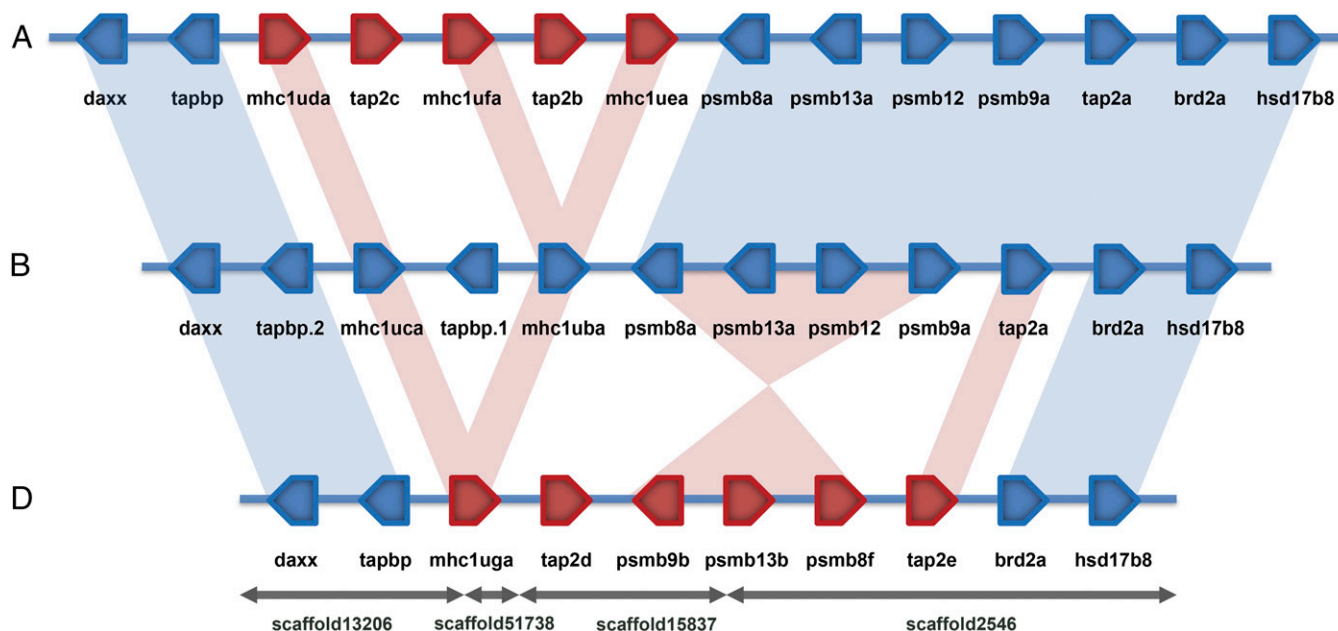 A
daxx tapbp mhc1uda tap2c mhc1ufa tap2b mhc1uea psmb8a psmb13a psmb12 psmb9a tap2a brd2a hsd17b8
B
daxx tapbp.2 mhc1uca tapbp.1 mhc1uba psmb8a psmb13a psmb12 psmb9a tap2a brd2a hsd17b8
D
daxx tapbp mhc1uga tap2d psmb9b psmb13b psmb8f tap2e brd2a hsd17b8
scaffold13206 scaffold51738 scaffold15837 scaffold2546